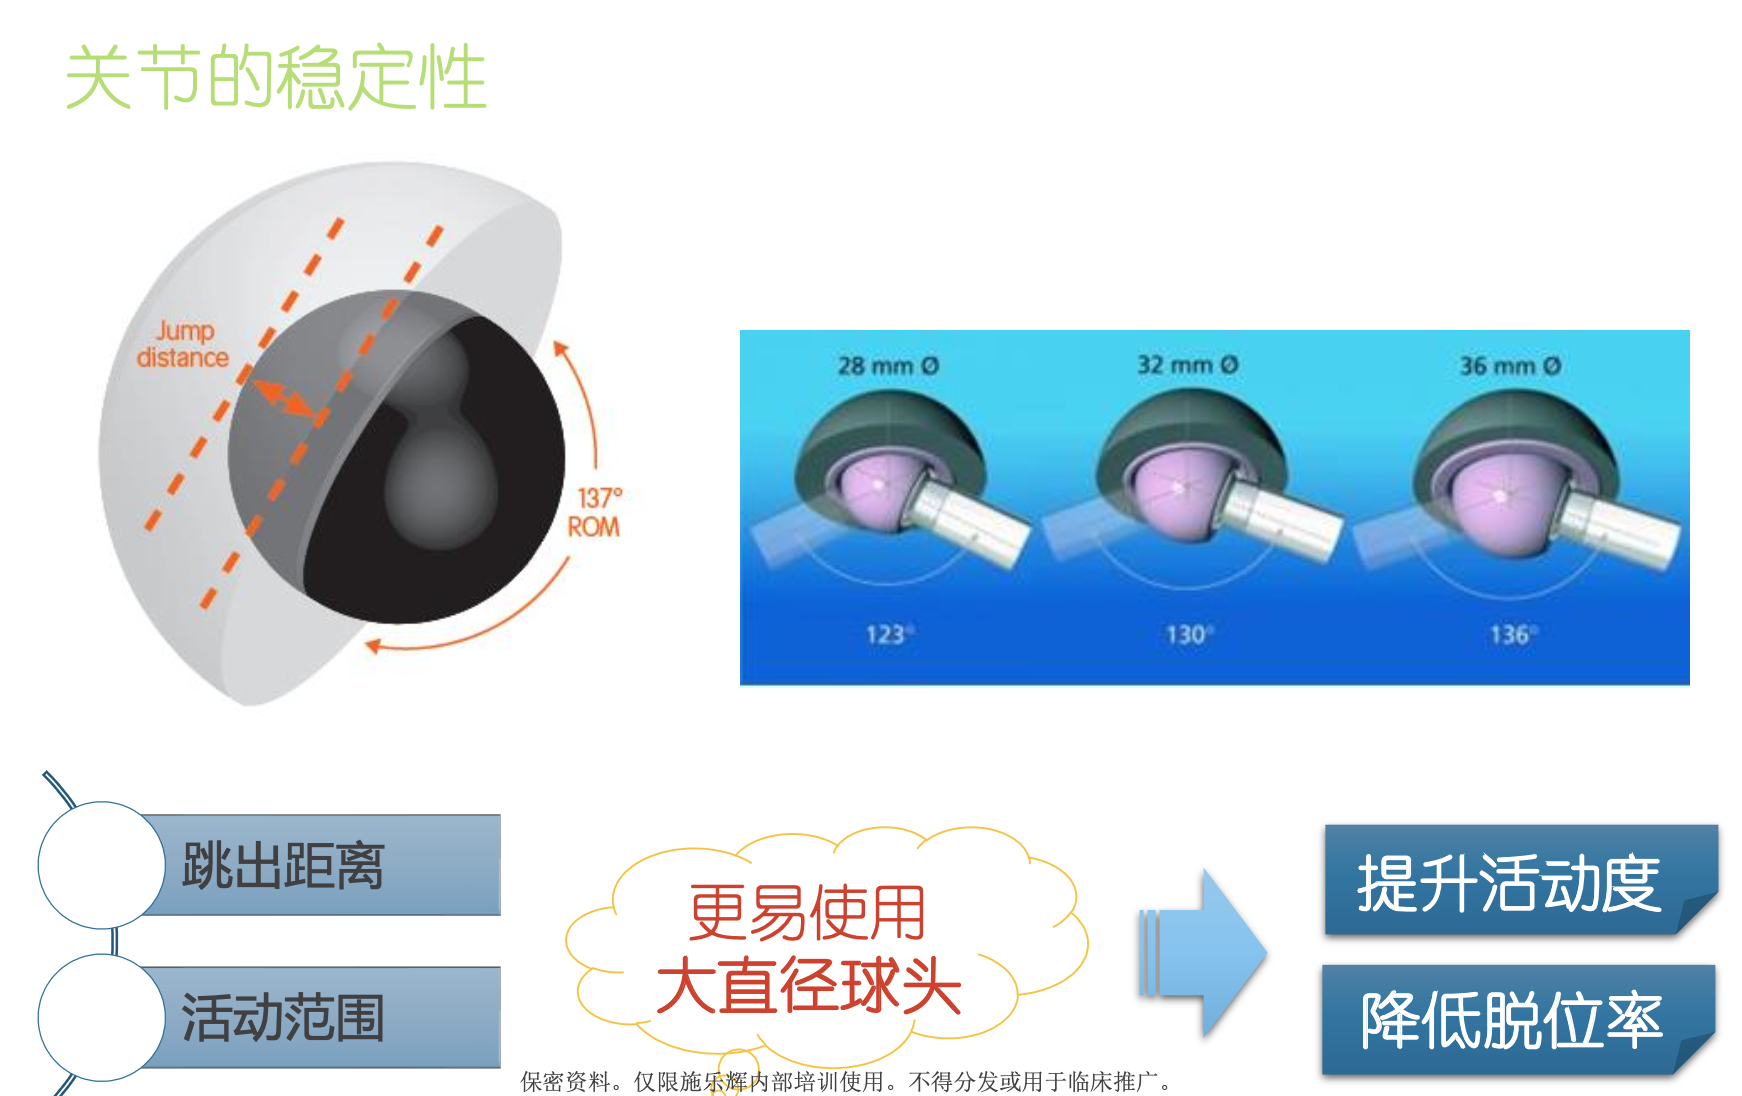 关节的稳定性
Jump
distance
137°
ROM
28 mm Ø
32 mm Ø
36 mm Ø
123°
130°
136°
跳出距离
活动范围
更易使用
大直径球头
提升活动度
降低脱位率
保密资料。仅限施乐辉内部培训使用。不得分发或用于临床推广。